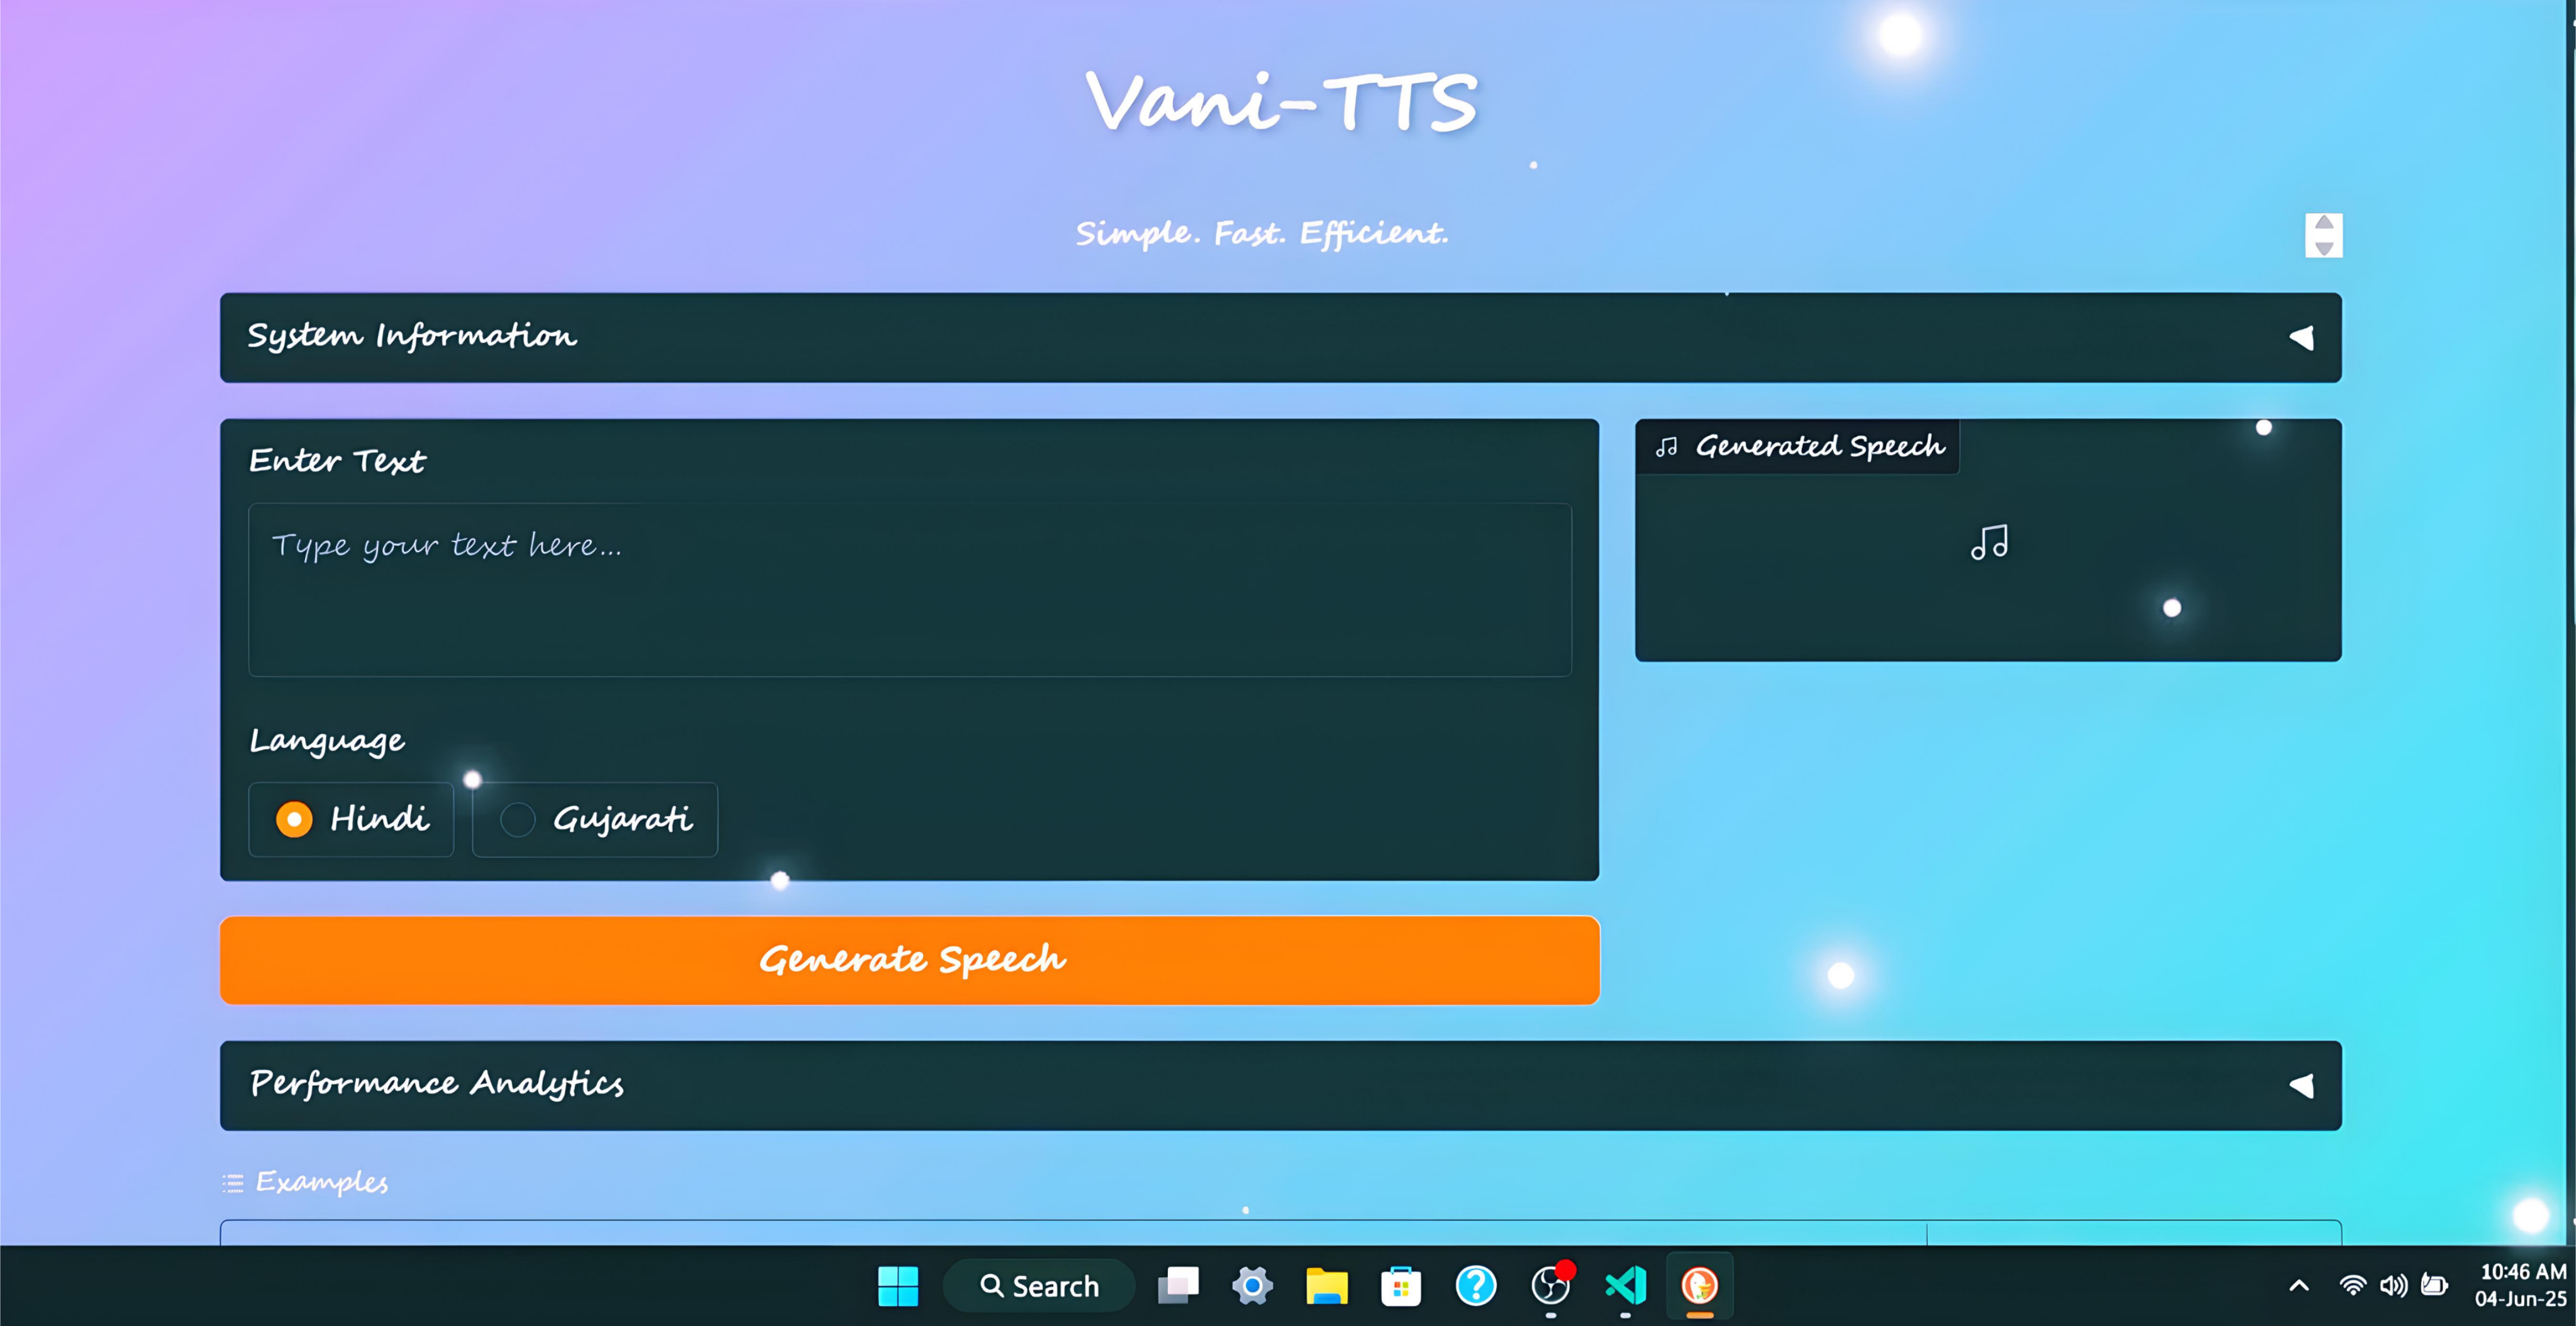 Vani-TTS
Simple. Fast. Efficient.
System Information
Enter Text
Type your text here...
Generated Speech
Language
Hindi
Gujarati
Generate Speech
Performance Analytics
Examples
Search
10:46 AM
04-Jun-25